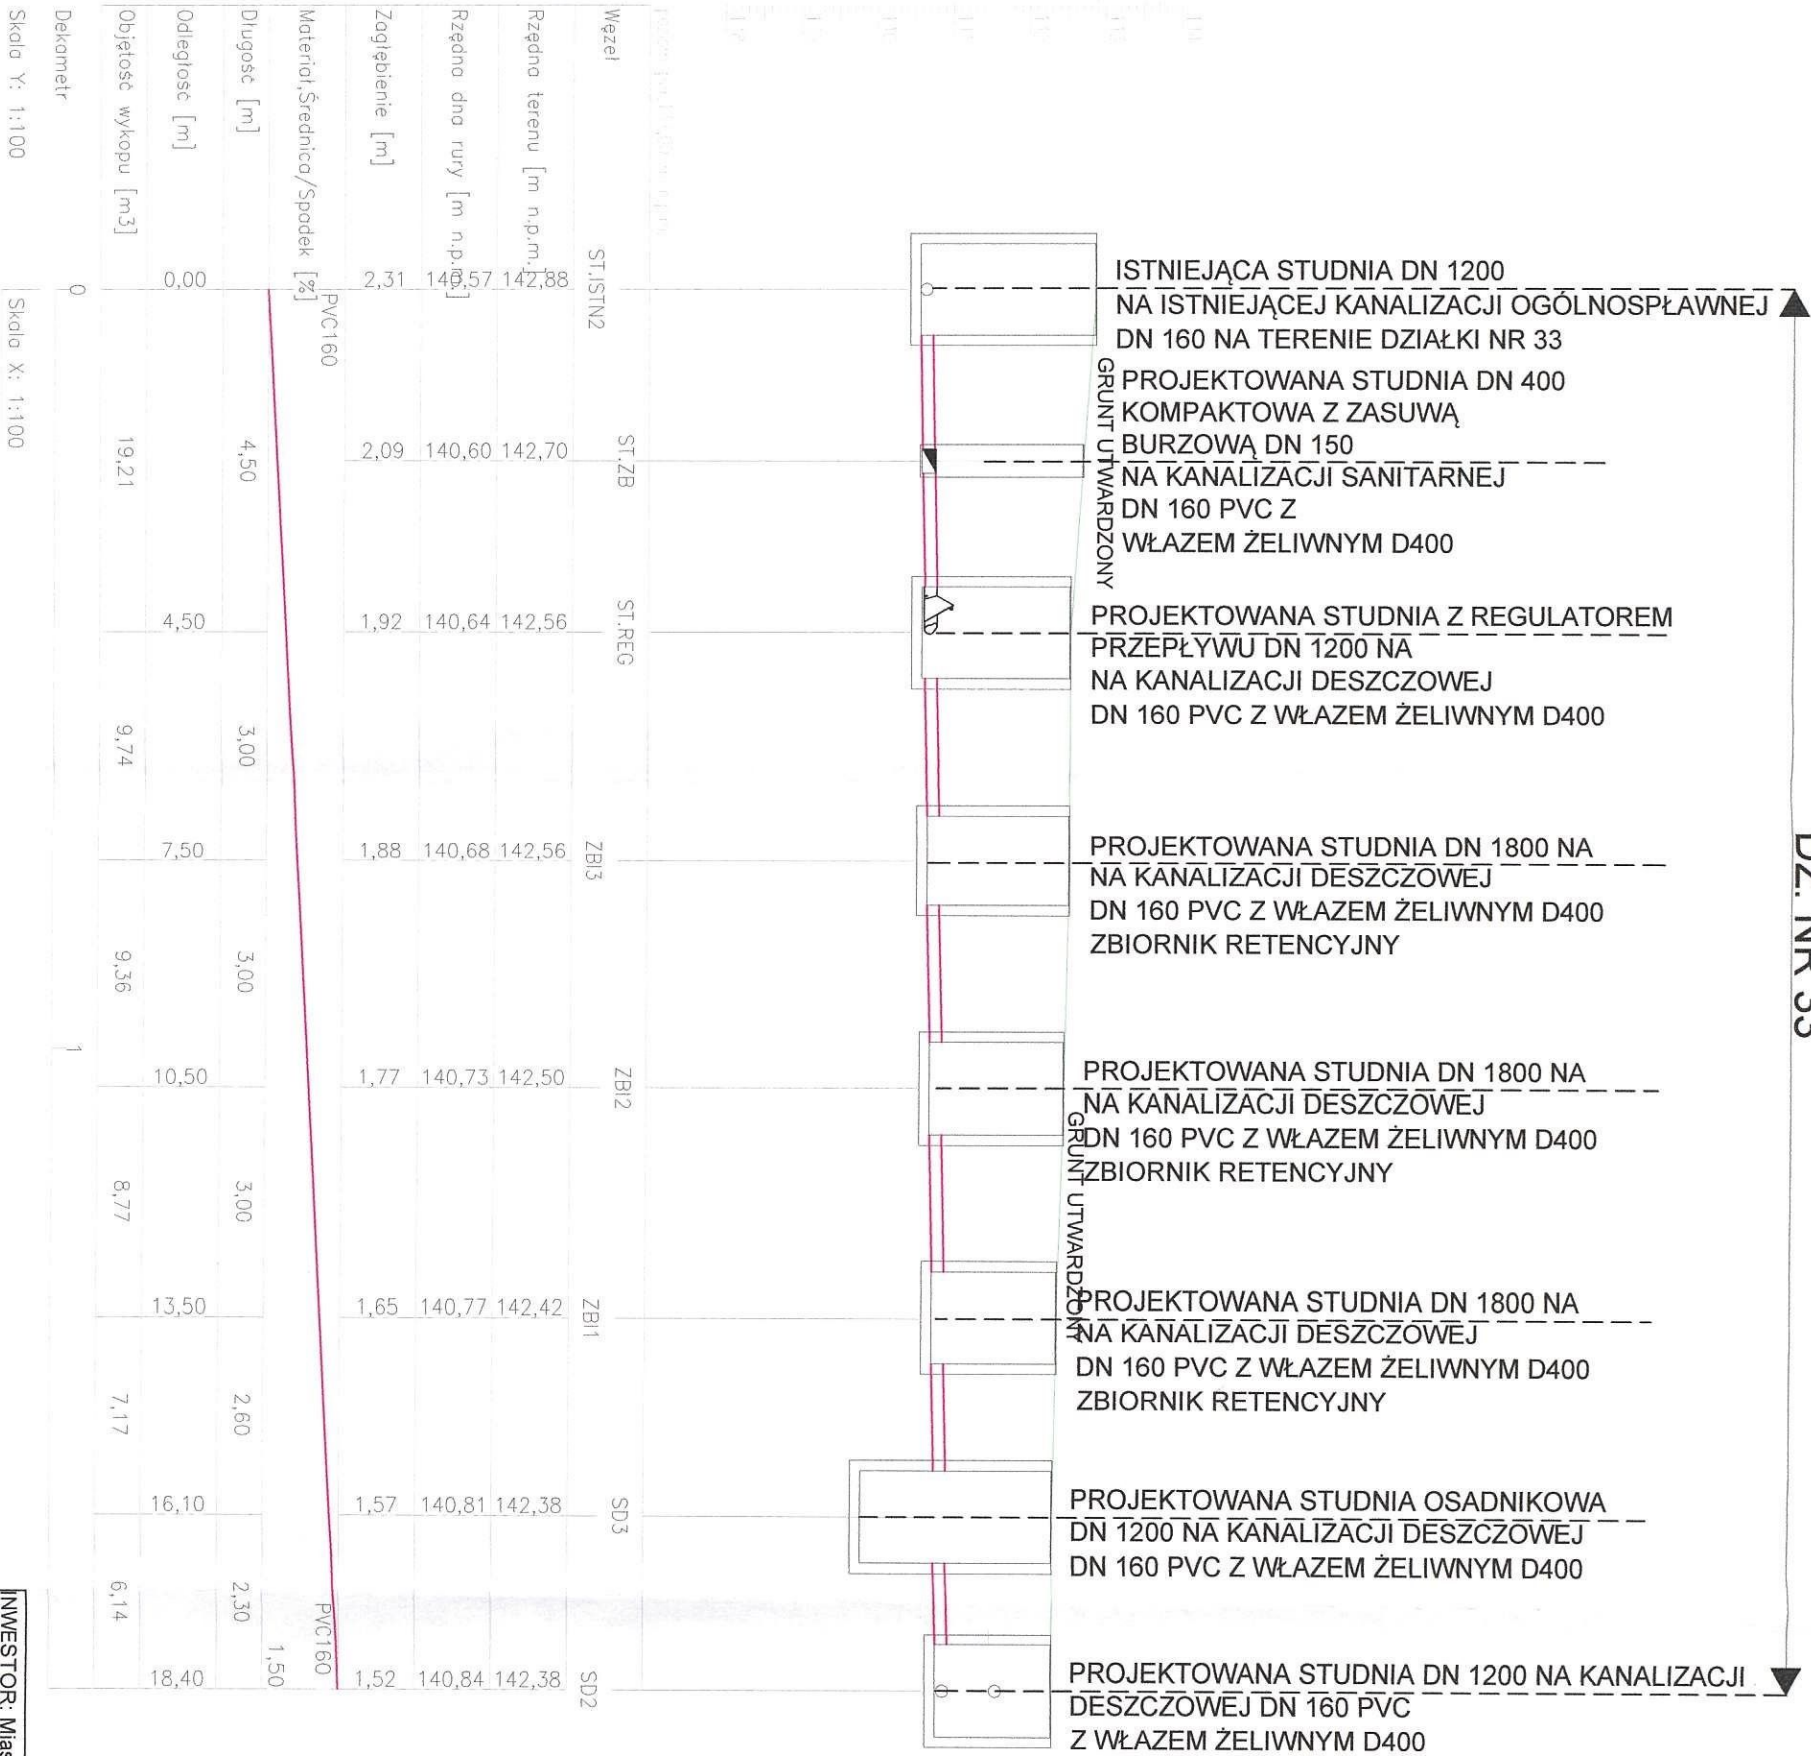 ISTNIEJĄCA STUDNIA DN 1200
NA ISTNIEJĄCEJ KANALIZACJI OGÓLNOSPŁAWNEJ
DN 160 NA TERENIE DZIAŁKI NR 33
GRUNT UTWARDZONY
PROJEKTOWANA STUDNIA DN 400
KOMPAKTOWA Z ZASUWĄ
BURZOWĄ DN 150
NA KANALIZACJI SANITARNEJ
DN 160 PVC Z
WŁAZEM ŻELIWNYM D400
PROJEKTOWANA STUDNIA Z REGULATOREM
PRZEPŁYWU DN 1200 NA
NA KANALIZACJI DESZCZOWEJ
DN 160 PVC Z WŁAZEM ŻELIWNYM D400
PROJEKTOWANA STUDNIA DN 1800 NA
NA KANALIZACJI DESZCZOWEJ
DN 160 PVC Z WŁAZEM ŻELIWNYM D400
ZBIORNIK RETENCYJNY
PROJEKTOWANA STUDNIA DN 1800 NA
NA KANALIZACJI DESZCZOWEJ
DN 160 PVC Z WŁAZEM ŻELIWNYM D400
ZBIORNIK RETENCYJNY
GRUNT UTWARDZONY
PROJEKTOWANA STUDNIA DN 1800 NA
NA KANALIZACJI DESZCZOWEJ
DN 160 PVC Z WŁAZEM ŻELIWNYM D400
ZBIORNIK RETENCYJNY
PROJEKTOWANA STUDNIA OSADNIKOWA
DN 1200 NA KANALIZACJI DESZCZOWEJ
DN 160 PVC Z WŁAZEM ŻELIWNYM D400
PROJEKTOWANA STUDNIA DN 1200 NA KANALIZACJI
DESZCZOWEJ DN 160 PVC
Z WŁAZEM ŻELIWNYM D400
DZ. NR 33
Węzeł ST.ISTN2 ST.ZB ST.REG ZBI3 ZBI2 ZBI1 SD3 SD2
Rzędna terenu [m n.p.m.] 142,88 142,70 142,56 142,56 142,50 142,42 142,38 142,38
Rzędna dna rury [m n.p.m.] 140,57 140,60 140,64 140,68 140,73 140,77 140,81 140,84
Zagłębienie [m] 2,31 2,09 1,92 1,88 1,77 1,65 1,57 1,52
Materiał,Średnica/Spadek [%] PVC160 PVC160
1,50
Długość [m] 4,50 3,00 3,00 3,00 2,60 2,30
Odległość [m] 0,00 4,50 7,50 10,50 13,50 16,10 18,40
Objętość wykopu [m3] 19,21 9,74 9,36 8,77 7,17 6,14
Dekametr 0 1
Skala Y: 1:100 Skala X: 1:100
INWESTOR: